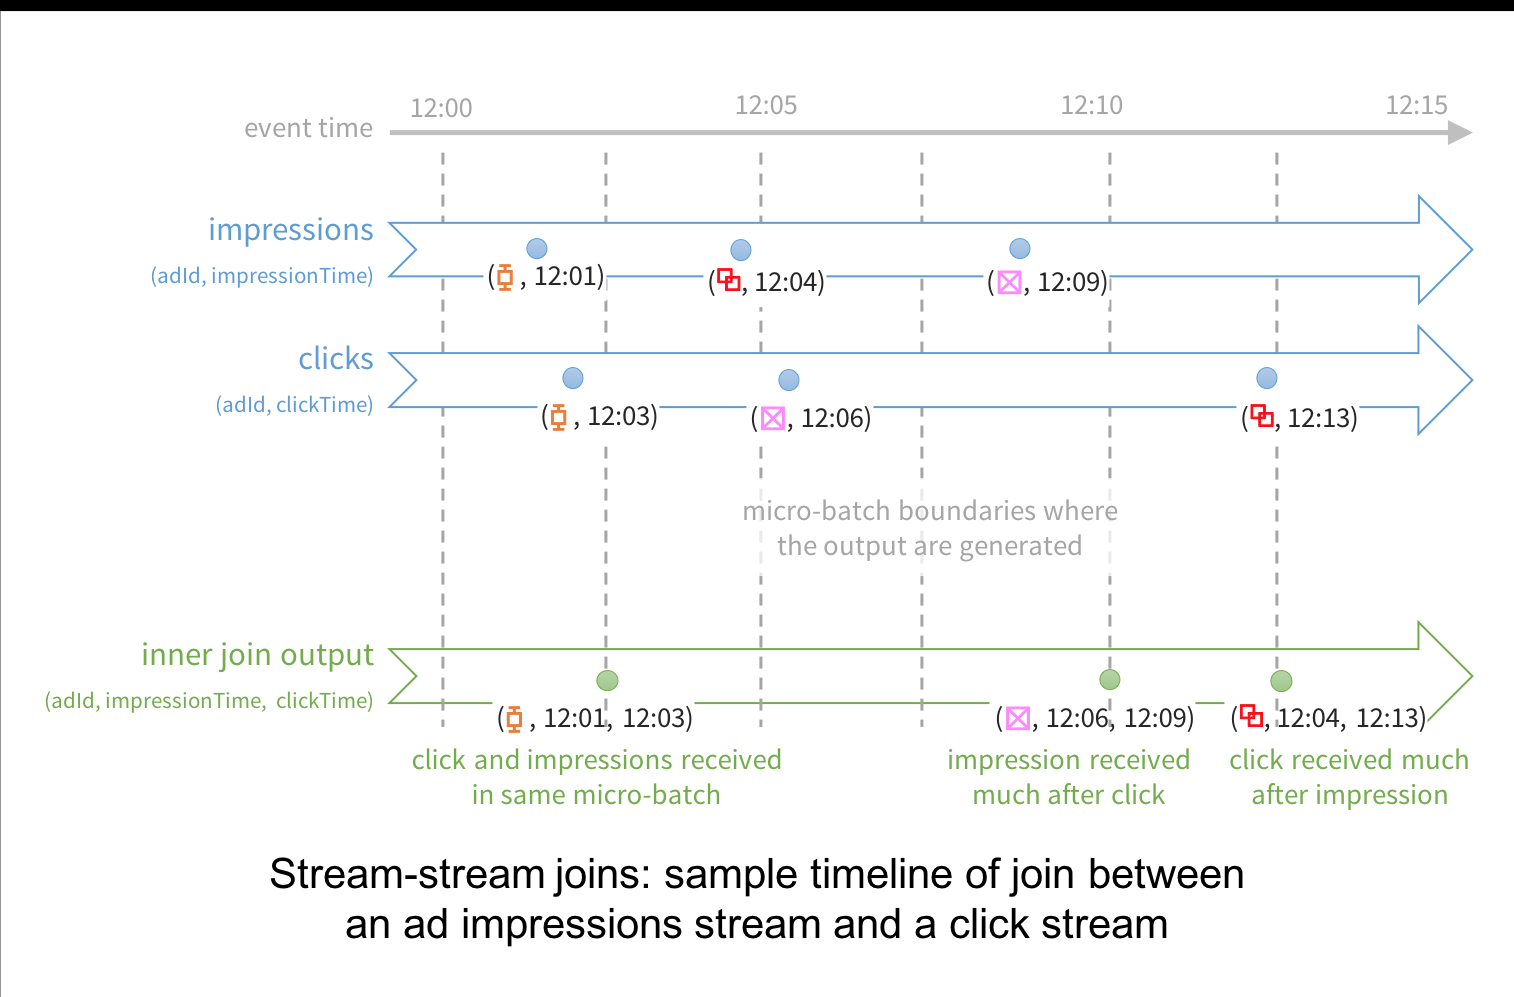 12:00 12:05 12:10 12:15
event time
impressions
(adId, impressionTime)
( , 12:01) ( , 12:04) ( , 12:09)
clicks
(adId, clickTime)
( , 12:03) ( , 12:06) ( , 12:13)
micro-batch boundaries where
the output are generated
inner join output
(adId, impressionTime, clickTime)
( , 12:01, 12:03) ( , 12:06, 12:09) ( , 12:04, 12:13)
click and impressions received
in same micro-batch
impression received
much after click
click received much
after impression
Stream-stream joins: sample timeline of join between
an ad impressions stream and a click stream